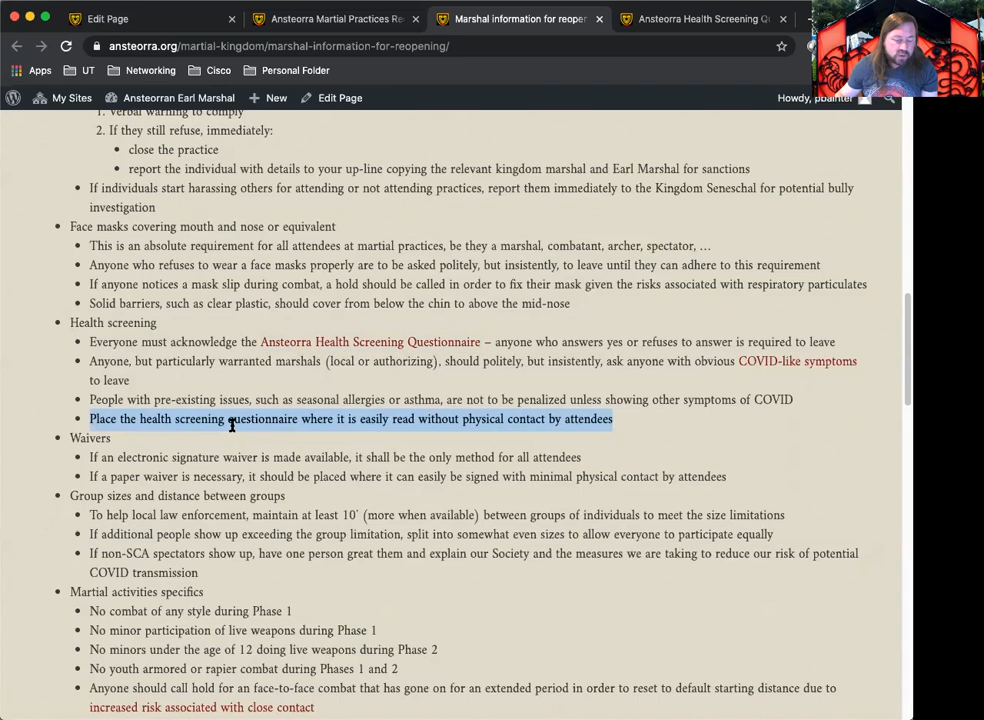 Edit Page
Ansteorra Martial Practices Re
Marshal information for reopen
Ansteorra Health Screening Q
ansteorra.org/martial-kingdom/marshal-information-for-reopening/
Apps UT Networking Cisco Personal Folder
My Sites Ansteorran Earl Marshal New Edit Page Howdy, pbainter
1. Verbal warning to comply
2. If they still refuse, immediately:
close the practice
report the individual with details to your up-line copying the relevant kingdom marshal and Earl Marshal for sanctions
If individuals start harassing others for attending or not attending practices, report them immediately to the Kingdom Seneschal for potential bully
investigation
Face masks covering mouth and nose or equivalent
This is an absolute requirement for all attendees at martial practices, be they a marshal, combatant, archer, spectator, …
Anyone who refuses to wear a face masks properly are to be asked politely, but insistently, to leave until they can adhere to this requirement
If anyone notices a mask slip during combat, a hold should be called in order to fix their mask given the risks associated with respiratory particulates
Solid barriers, such as clear plastic, should cover from below the chin to above the mid-nose
Health screening
Everyone must acknowledge the Ansteorra Health Screening Questionnaire – anyone who answers yes or refuses to answer is required to leave
Anyone, but particularly warranted marshals (local or authorizing), should politely, but insistently, ask anyone with obvious COVID-like symptoms
to leave
People with pre-existing issues, such as seasonal allergies or asthma, are not to be penalized unless showing other symptoms of COVID
Place the health screening questionnaire where it is easily read without physical contact by attendees
Waivers
If an electronic signature waiver is made available, it shall be the only method for all attendees
If a paper waiver is necessary, it should be placed where it can easily be signed with minimal physical contact by attendees
Group sizes and distance between groups
To help local law enforcement, maintain at least 10' (more when available) between groups of individuals to meet the size limitations
If additional people show up exceeding the group limitation, split into somewhat even sizes to allow everyone to participate equally
If non-SCA spectators show up, have one person great them and explain our Society and the measures we are taking to reduce our risk of potential
COVID transmission
Martial activities specifics
No combat of any style during Phase 1
No minor participation of live weapons during Phase 1
No minors under the age of 12 doing live weapons during Phase 2
No youth armored or rapier combat during Phases 1 and 2
Anyone should call hold for an face-to-face combat that has gone on for an extended period in order to reset to default starting distance due to
increased risk associated with close contact